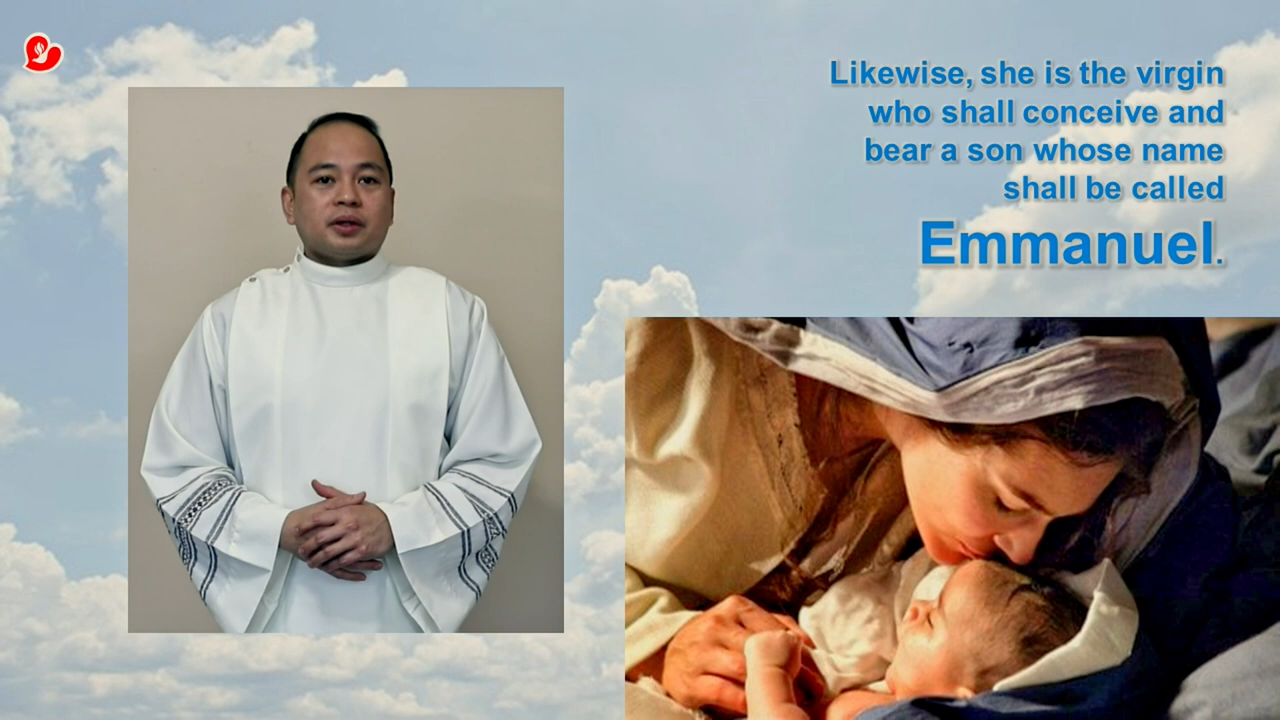 Likewise, she is the virgin
who shall conceive and
bear a son whose name
shall be called
Emmanuel.